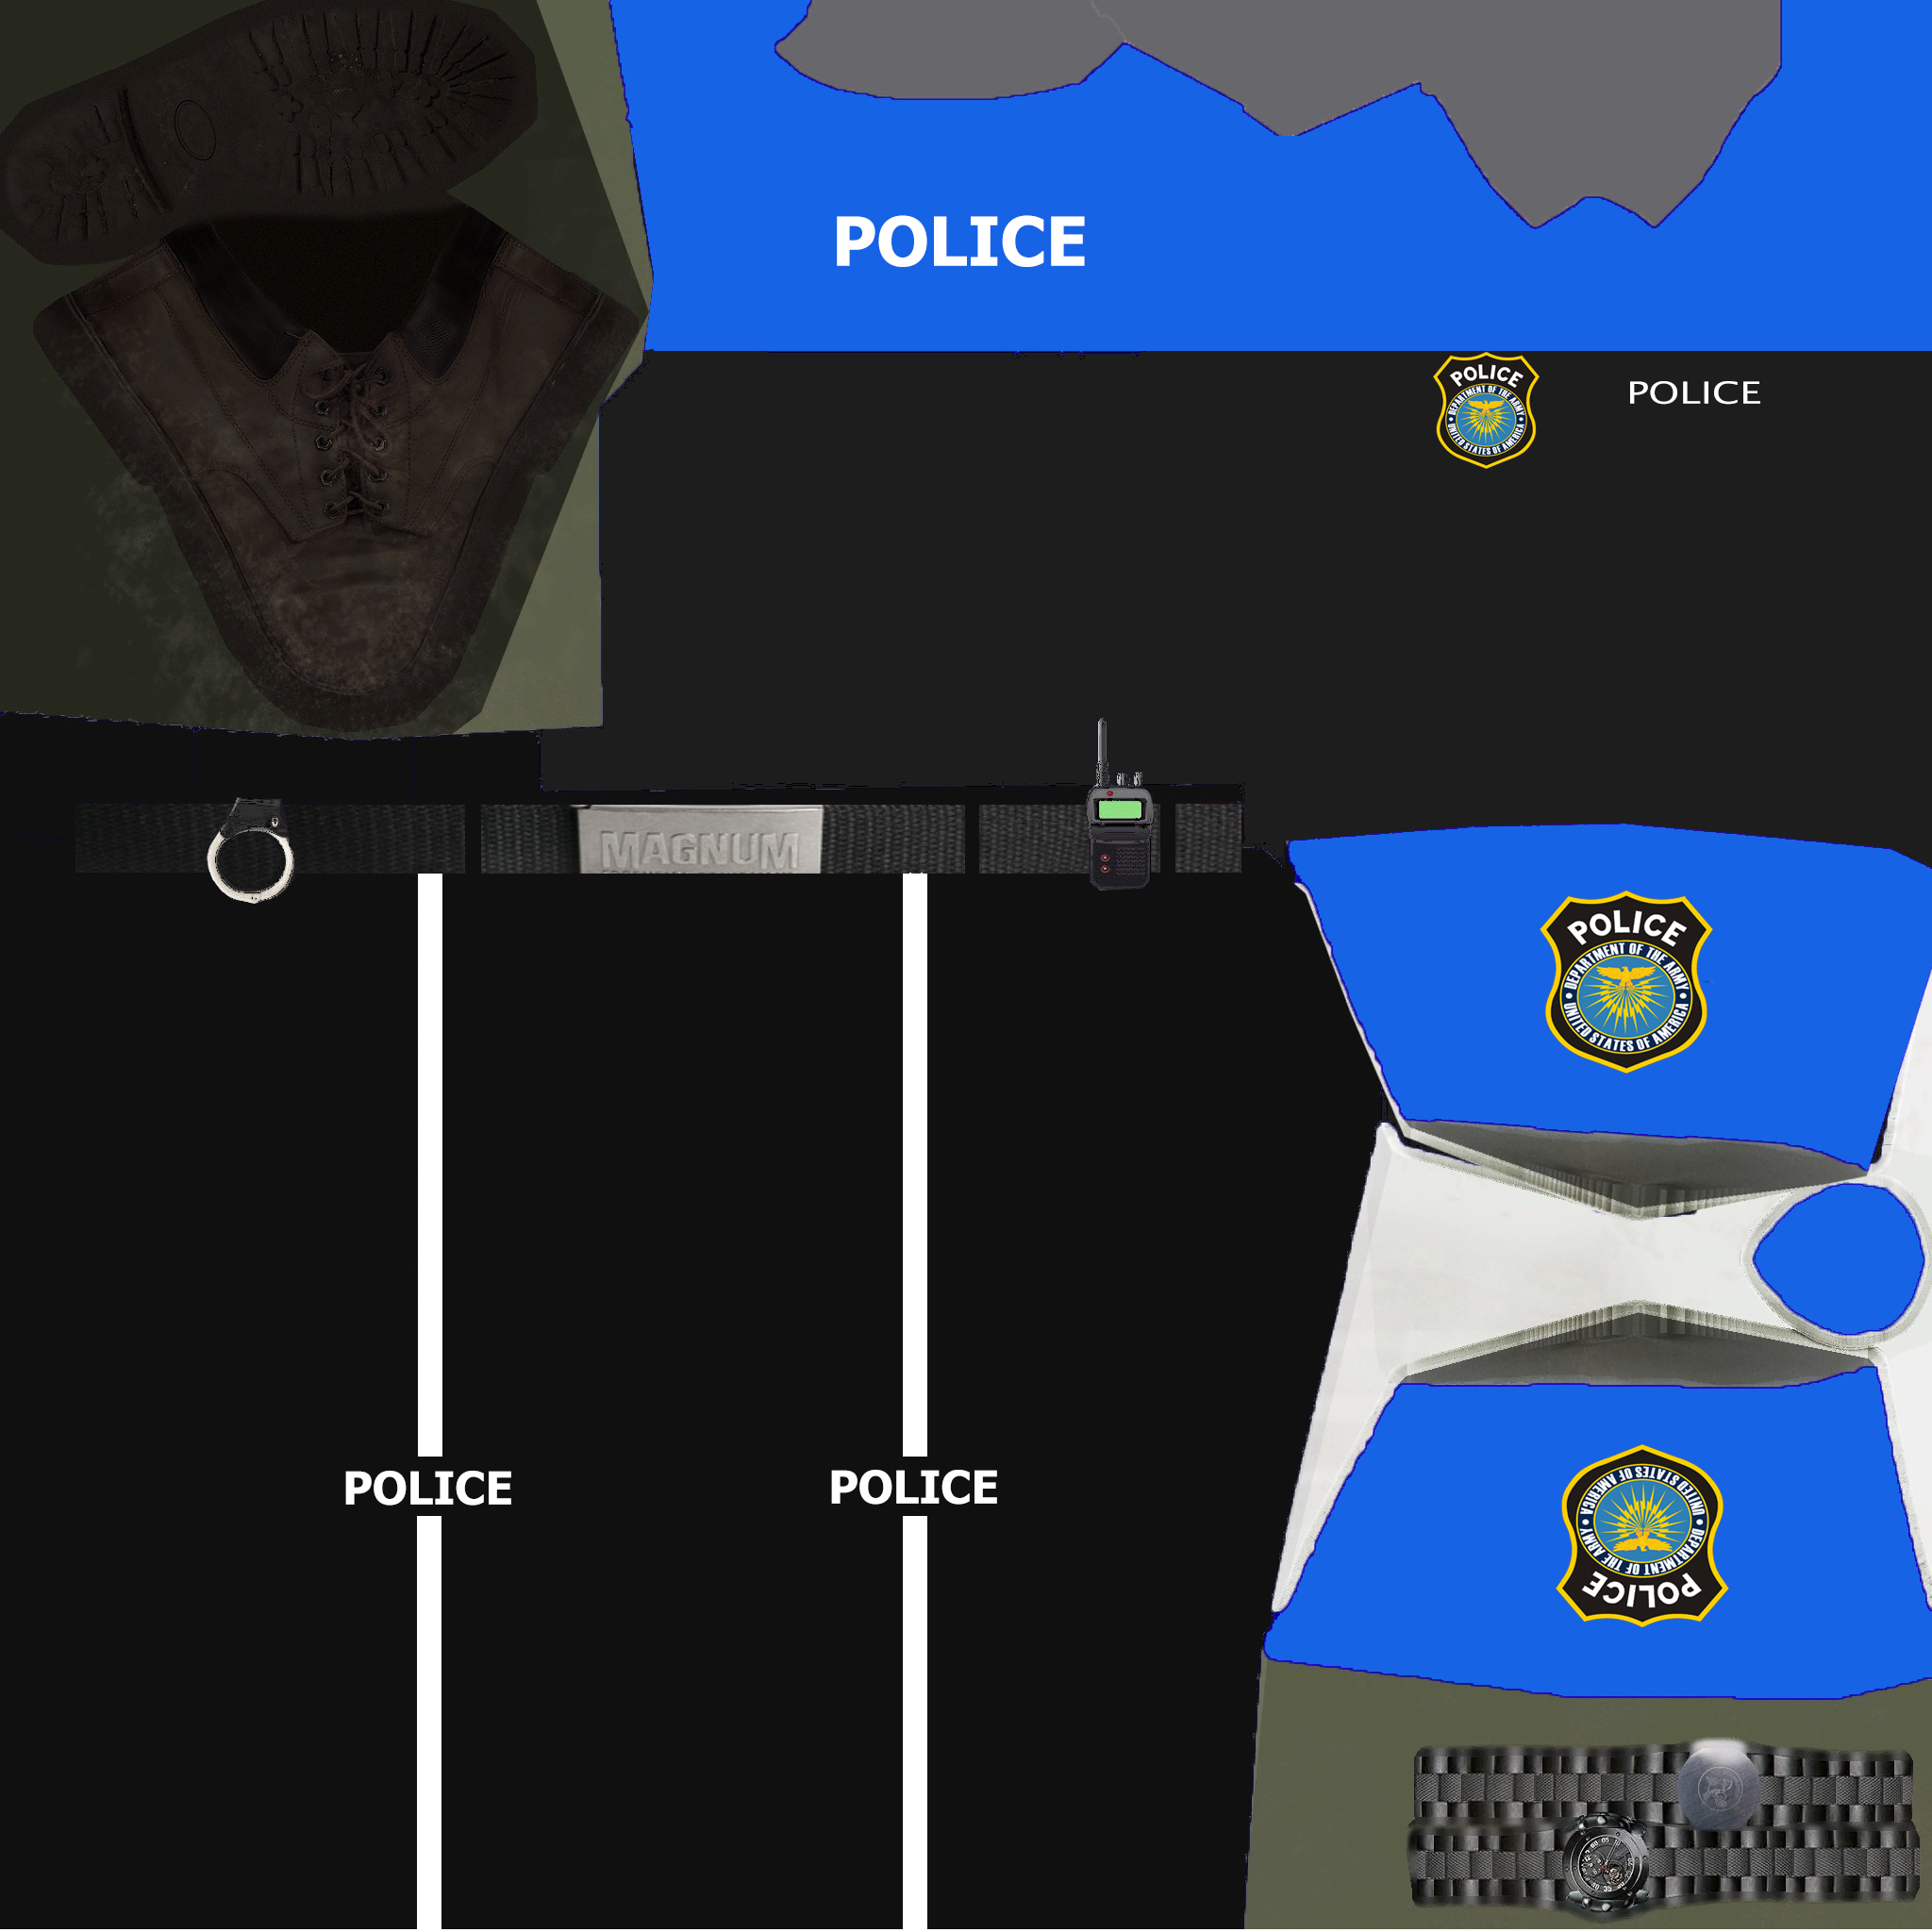 POLICE
POLICE
DEPARTMENT OF THE ARMY
UNITED STATES OF AMERICA
POLICE
MAGNUM
POLICE
DEPARTMENT OF THE ARMY
UNITED STATES OF AMERICA
POLICE
POLICE
UNITED STATES OF AMERICA
DEPARTMENT OF THE ARMY
POLICE